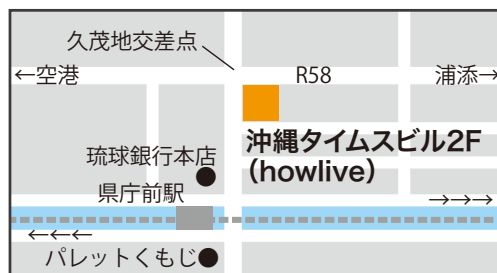 久茂地交差点
←空港
R58
浦添→
沖縄タイムスビル2F
(howlive)
琉球銀行本店
県庁前駅
→→→
←←←
パレットくもじ